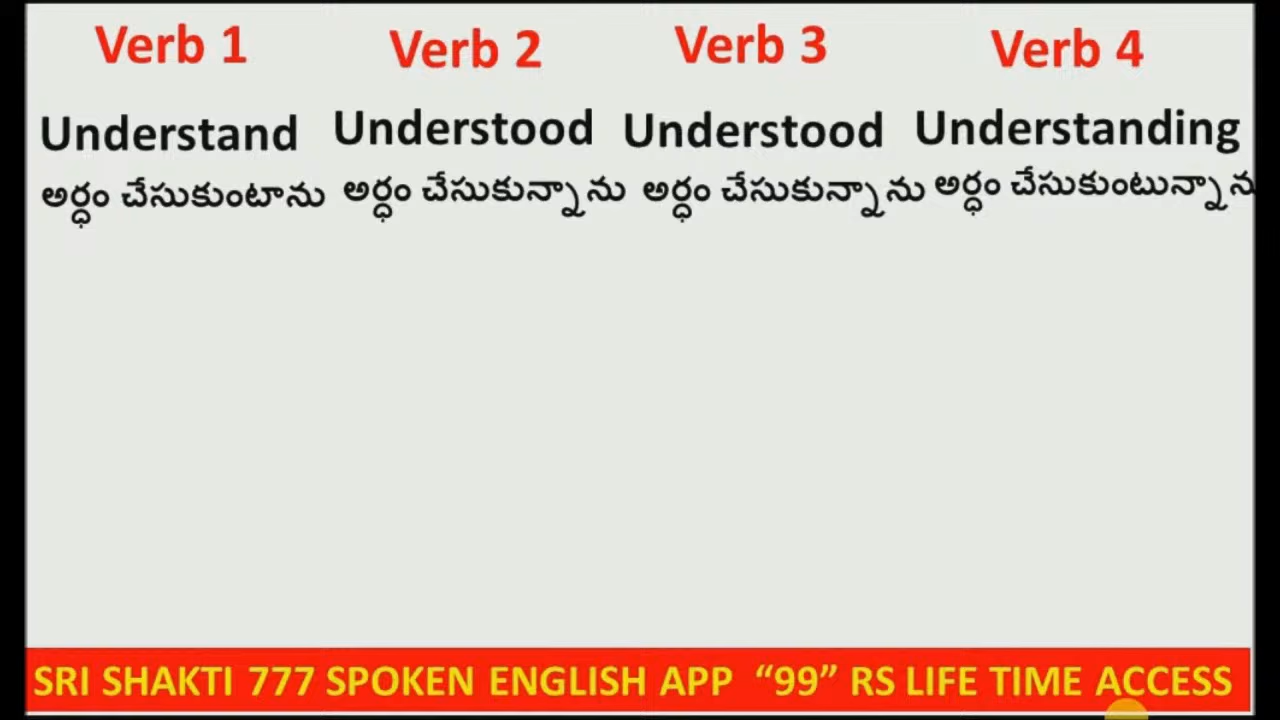 Verb 1 Verb 2 Verb 3 Verb 4
Understand Understood Understood Understanding
అర్ధం చేసుకుంటాను అర్ధం చేసుకున్నాను అర్ధం చేసుకున్నాను అర్ధం చేసుకుంటున్నాను
SRI SHAKTI 777 SPOKEN ENGLISH APP “99” RS LIFE TIME ACCESS